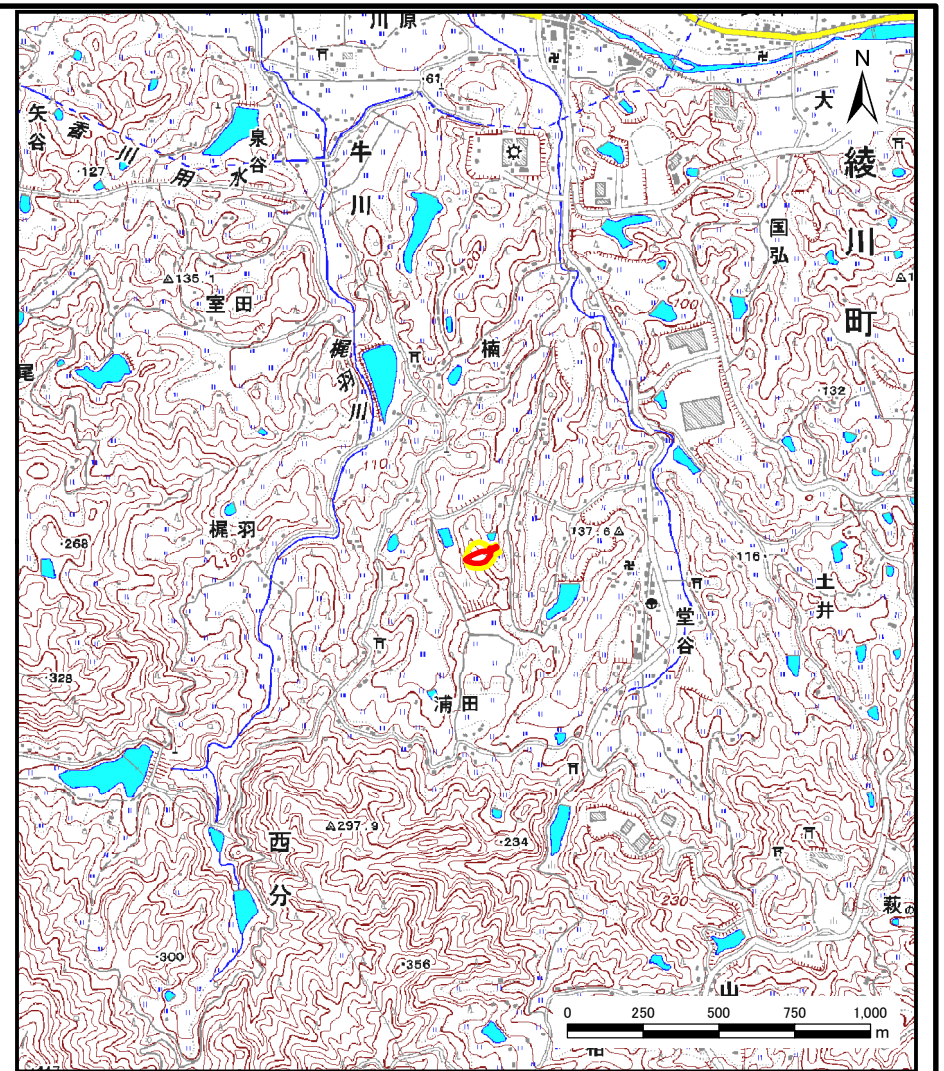 川原
61
N
大
矢谷
香川用水
泉谷
牛川
綾川町
127
国弘
135.1
室田
100
100
梶羽川
楠
尾
132
110
梶羽
150
268
137.6
116
土井
堂谷
328
浦田
297.9
234
西分
230
萩の
300
356
山
0 250 500 750 1,000 m